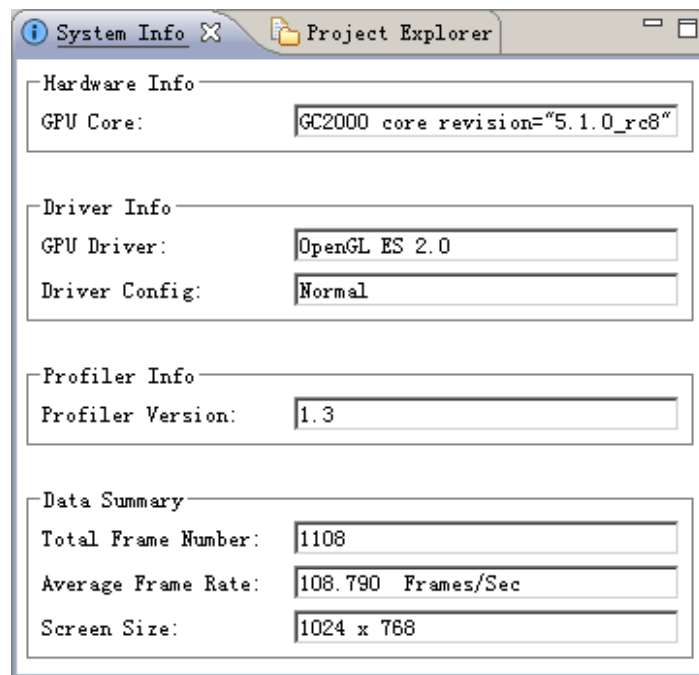 System Info Project Explorer
Hardware Info
GPU Core: GC2000 core revision="5.1.0_rc8"
Driver Info
GPU Driver: OpenGL ES 2.0
Driver Config: Normal
Profiler Info
Profiler Version: 1.3
Data Summary
Total Frame Number: 1108
Average Frame Rate: 108.790 Frames/Sec
Screen Size: 1024 x 768